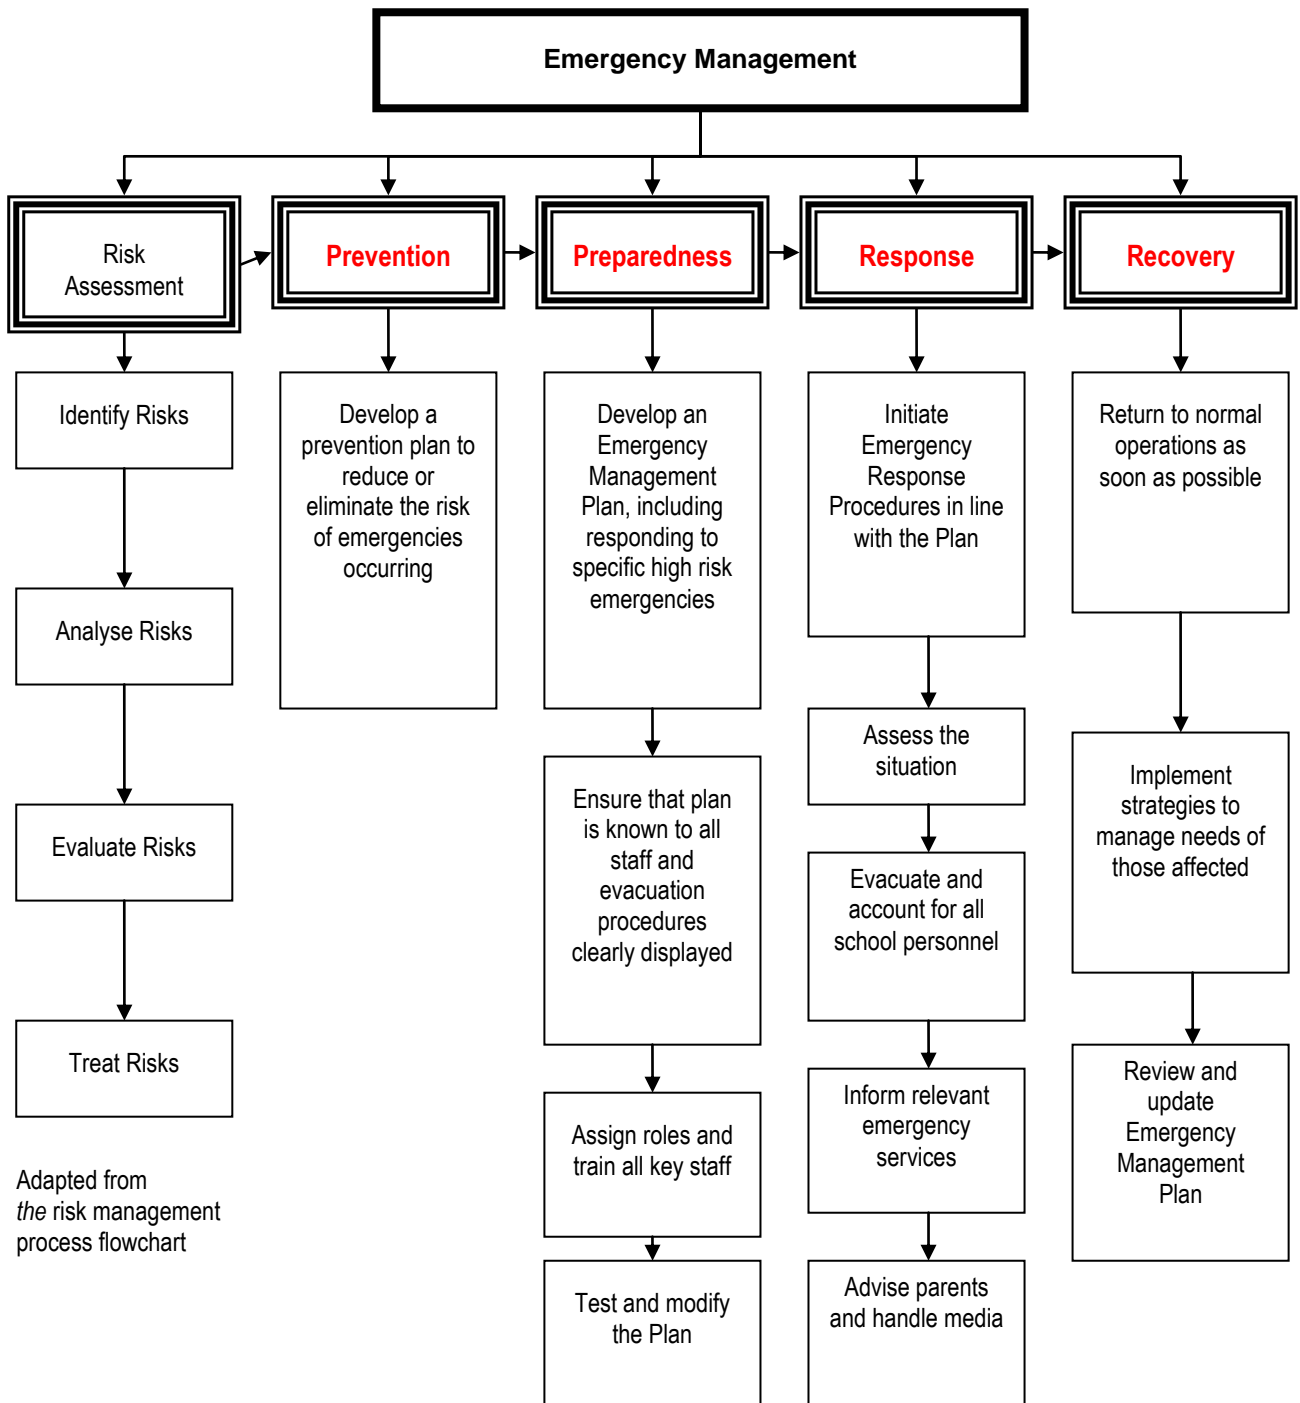 Emergency Management
Risk
Assessment
Prevention
Preparedness
Response
Recovery
Identify Risks
Analyse Risks
Evaluate Risks
Treat Risks
Adapted from
the risk management
process flowchart
Develop a
prevention plan to
reduce or
eliminate the risk
of emergencies
occurring
Develop an
Emergency
Management
Plan, including
responding to
specific high risk
emergencies
Ensure that plan
is known to all
staff and
evacuation
procedures
clearly displayed
Assign roles and
train all key staff
Test and modify
the Plan
Initiate
Emergency
Response
Procedures in line
with the Plan
Assess the
situation
Evacuate and
account for all
school personnel
Inform relevant
emergency
services
Advise parents
and handle media
Return to normal
operations as
soon as possible
Implement
strategies to
manage needs of
those affected
Review and
update
Emergency
Management
Plan